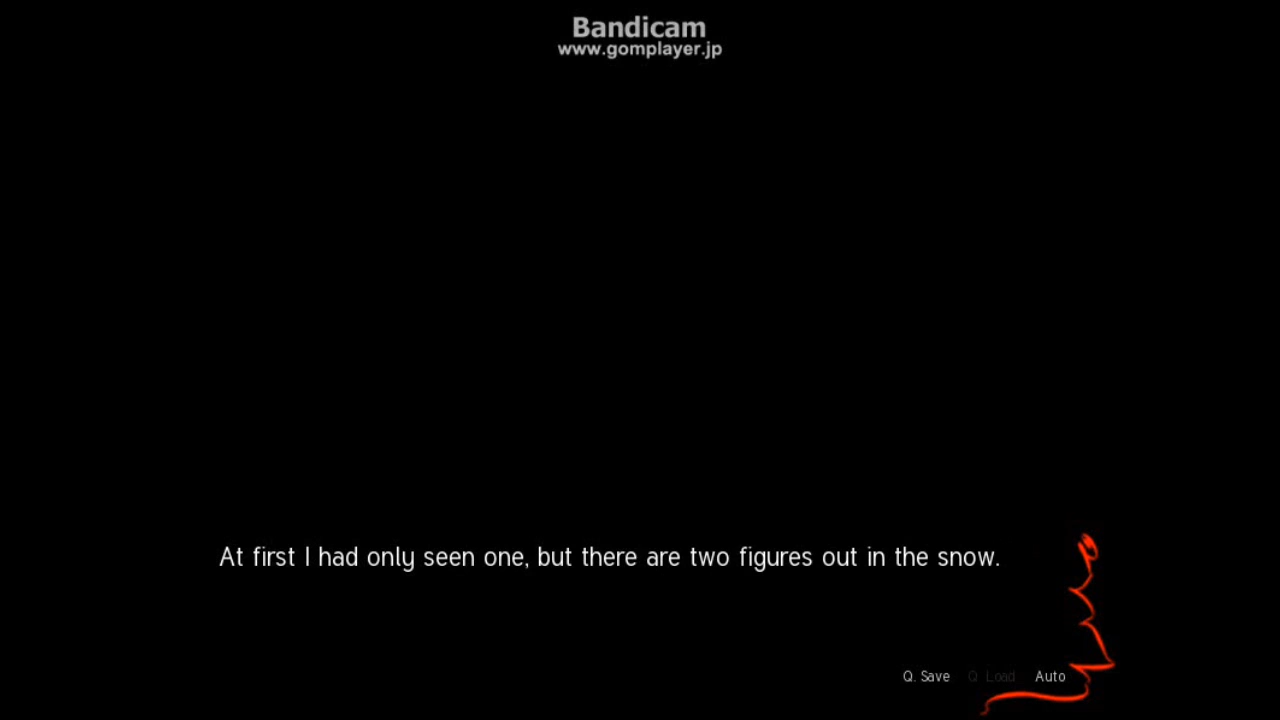 Bandicam
www.gomplayer.jp
At first I had only seen one, but there are two figures out in the snow.
Q. Save Q. Load Auto